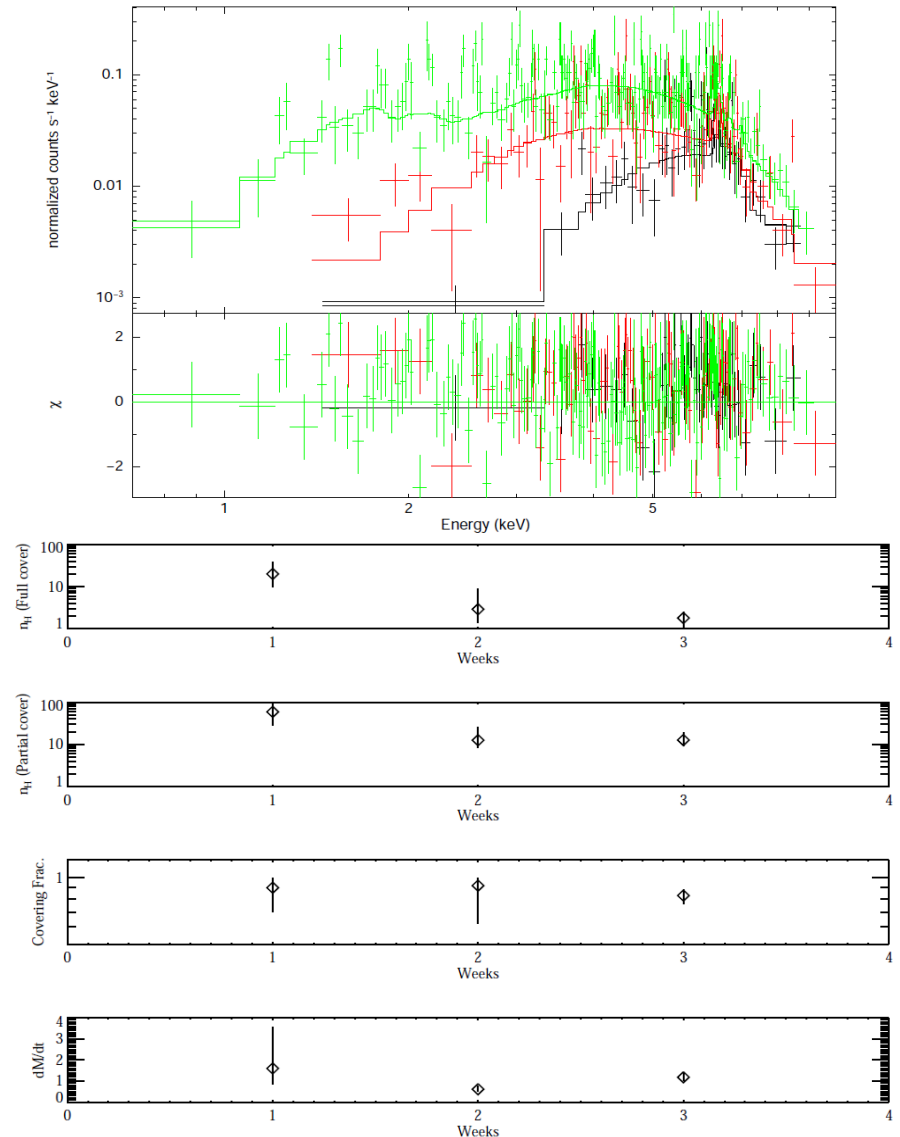 normalized counts s⁻¹ keV⁻¹
0.1
0.01
10⁻³
χ
2
0
−2
1 2 5
Energy (keV)
n_H (Full cover)
100
10
1
0 1 2 3 4
Weeks
n_H (Partial cover)
100
10
1
0 1 2 3 4
Weeks
Covering Frac.
1
0 1 2 3 4
Weeks
dM/dt
4
3
2
1
0
0 1 2 3 4
Weeks